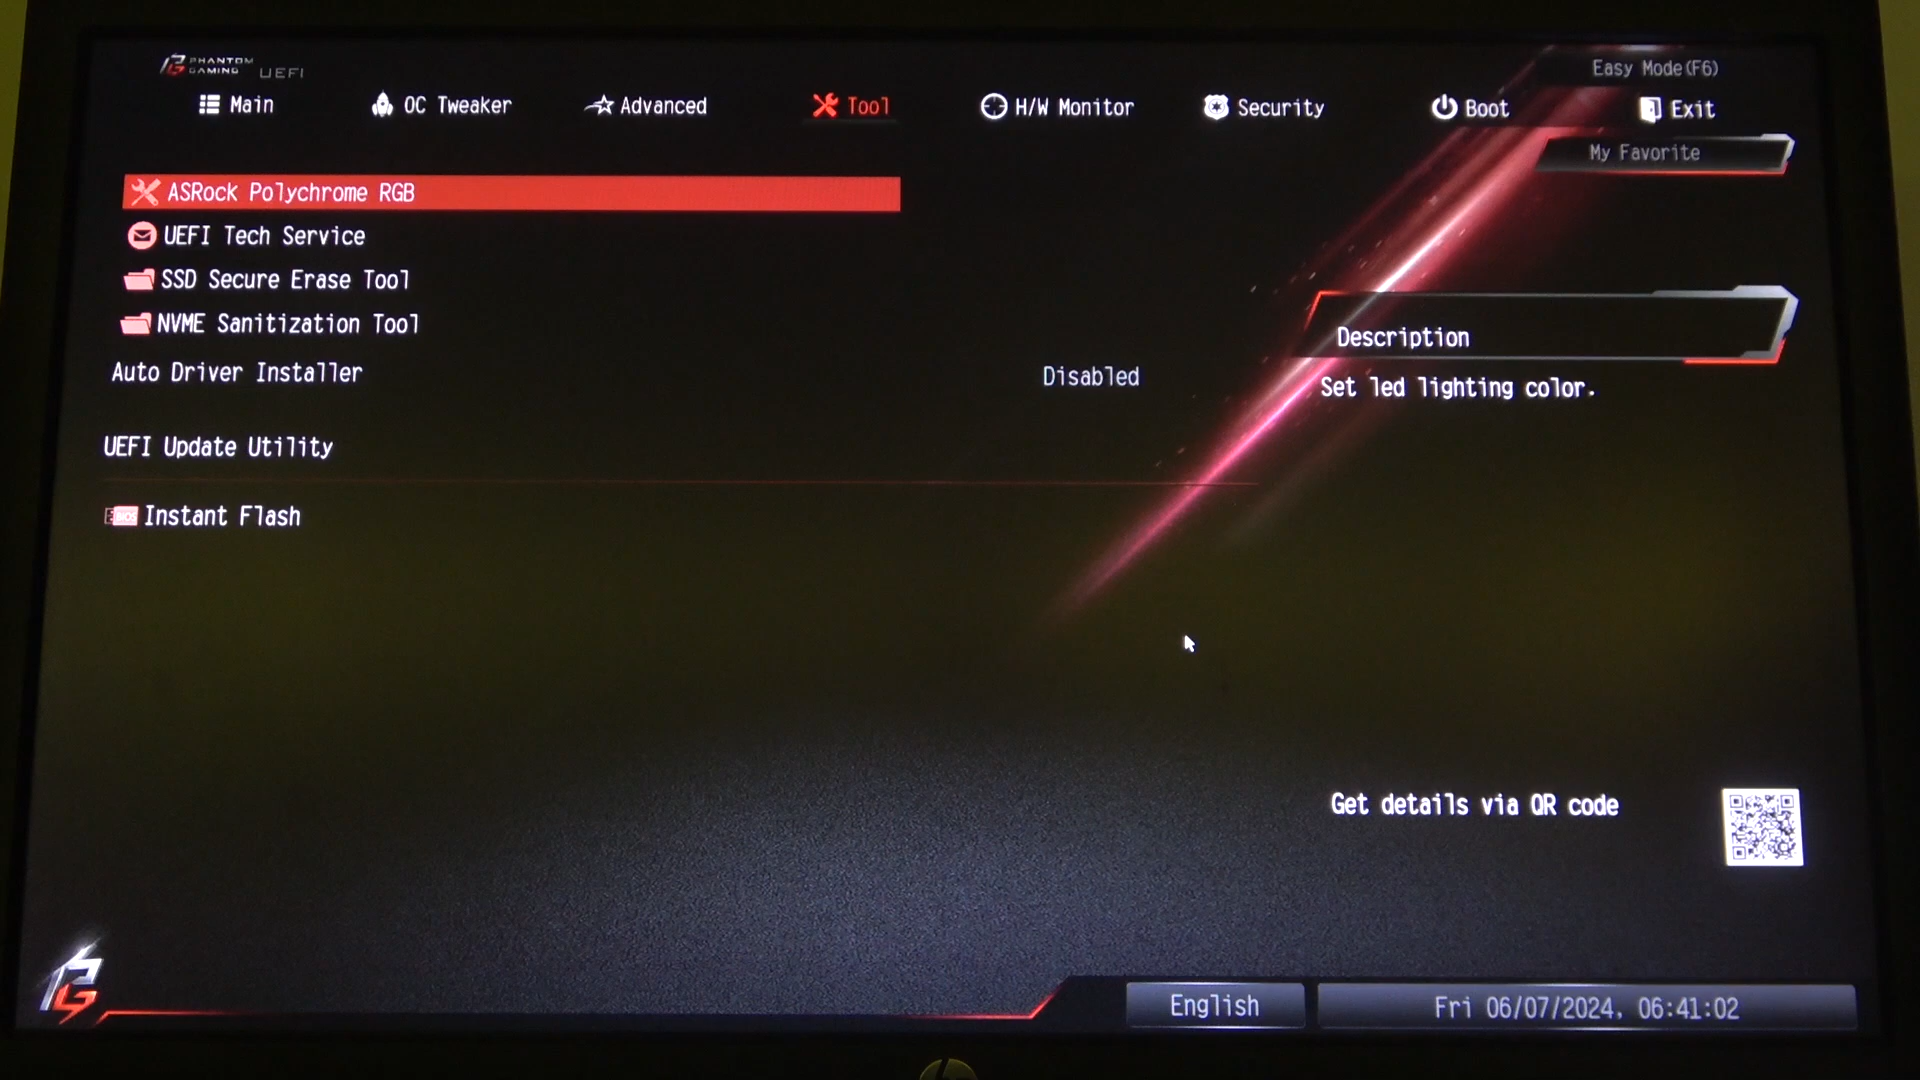 PHANTOM
GAMING UEFI
Easy Mode(F6)
Main
OC Tweaker
Advanced
Tool
H/W Monitor
Security
Boot
Exit
My Favorite
ASRock Polychrome RGB
UEFI Tech Service
SSD Secure Erase Tool
NVME Sanitization Tool
Auto Driver Installer
Disabled
Description
Set led lighting color.
UEFI Update Utility
BIOS
Instant Flash
Get details via QR code
English
Fri 06/07/2024, 06:41:02